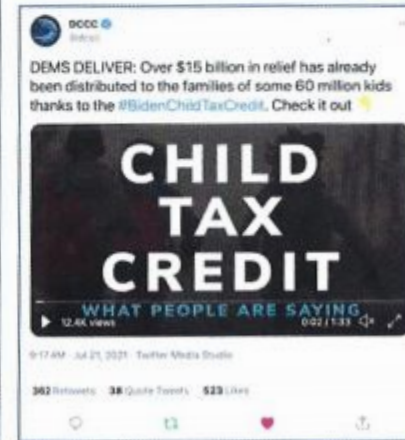 DCCC
DEMS DELIVER: Over $15 billion in relief has already
been distributed to the families of some 60 million kids
thanks to the #BidenChildTaxCredit. Check it out
CHILD
TAX
CREDIT
WHAT PEOPLE ARE SAYING
12.4K views
0:02 / 1:33
9:17 AM · Jul 21, 2021 · Twitter Media Studio
362 Retweets 38 Quote Tweets 523 Likes